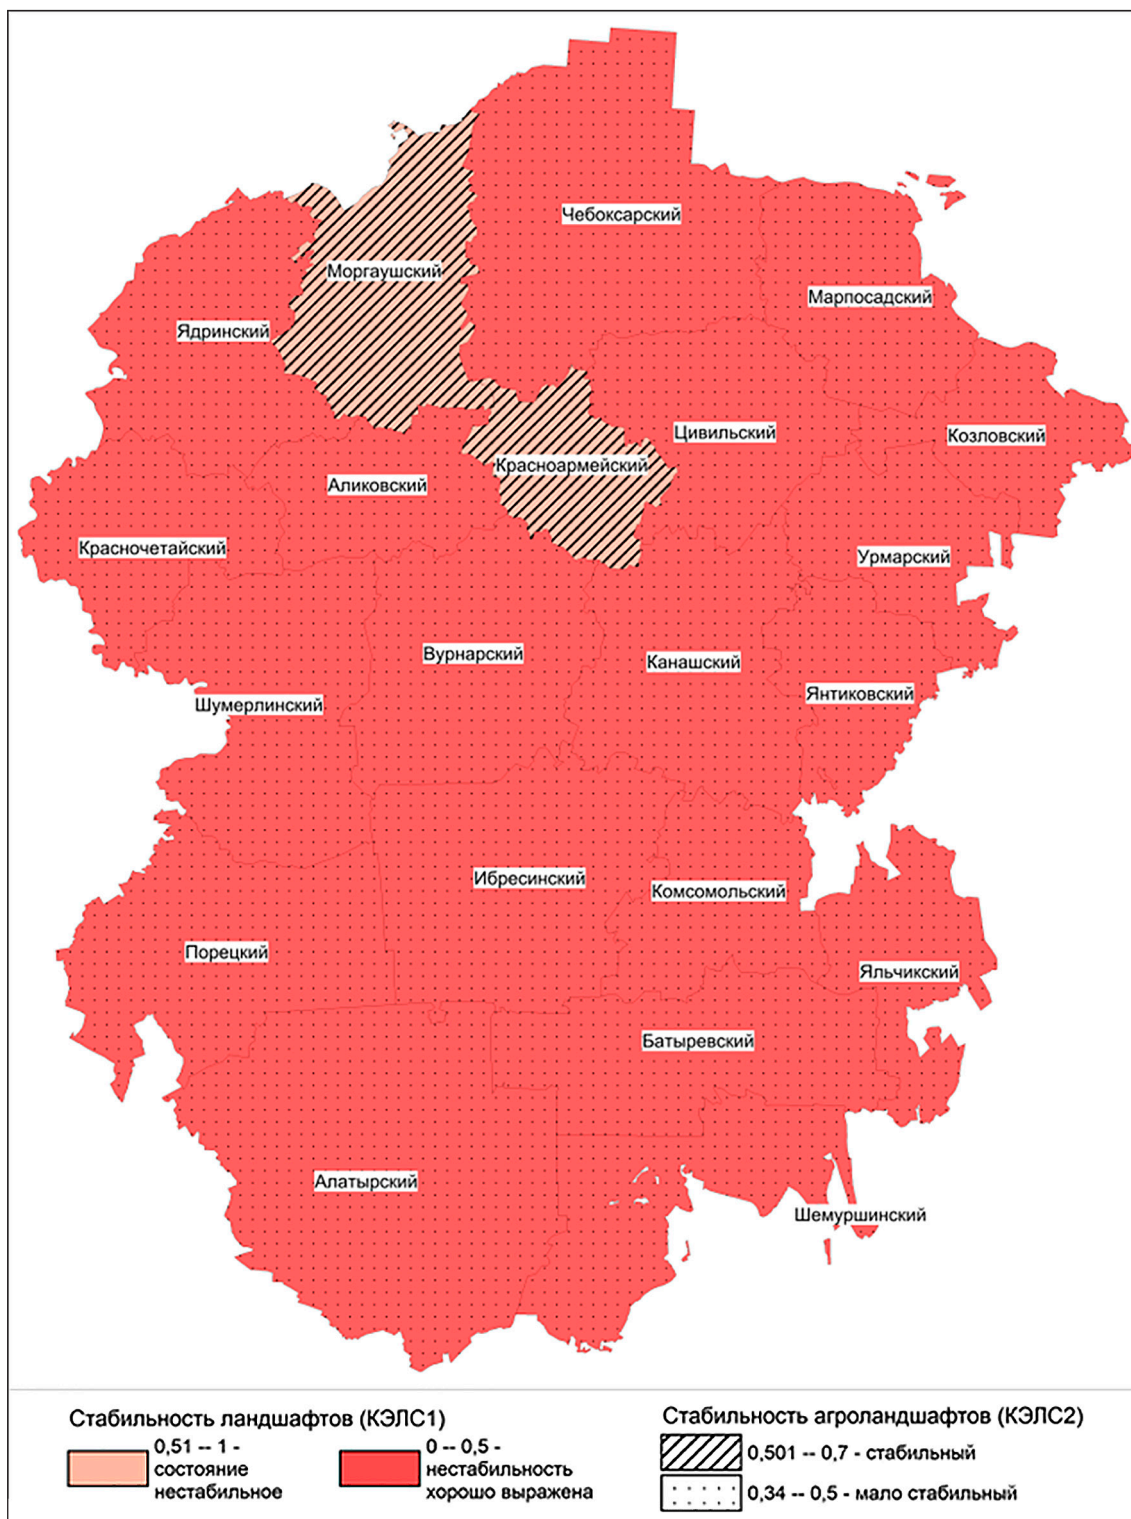 Чебоксарский
Моргаушский
Марпосадский
Ядринский
Цивильский
Козловский
Красноармейский
Аликовский
Красночетайский
Урмарский
Вурнарский
Канашский
Янтиковский
Шумерлинский
Ибресинский
Комсомольский
Порецкий
Яльчикский
Батыревский
Алатырский
Шемуршинский
Стабильность ландшафтов (КЭЛС1)
0,51 -- 1 -
состояние
нестабильное
0 -- 0,5 -
нестабильность
хорошо выражена
Стабильность агроландшафтов (КЭЛС2)
0,501 -- 0,7 - стабильный
0,34 -- 0,5 - мало стабильный